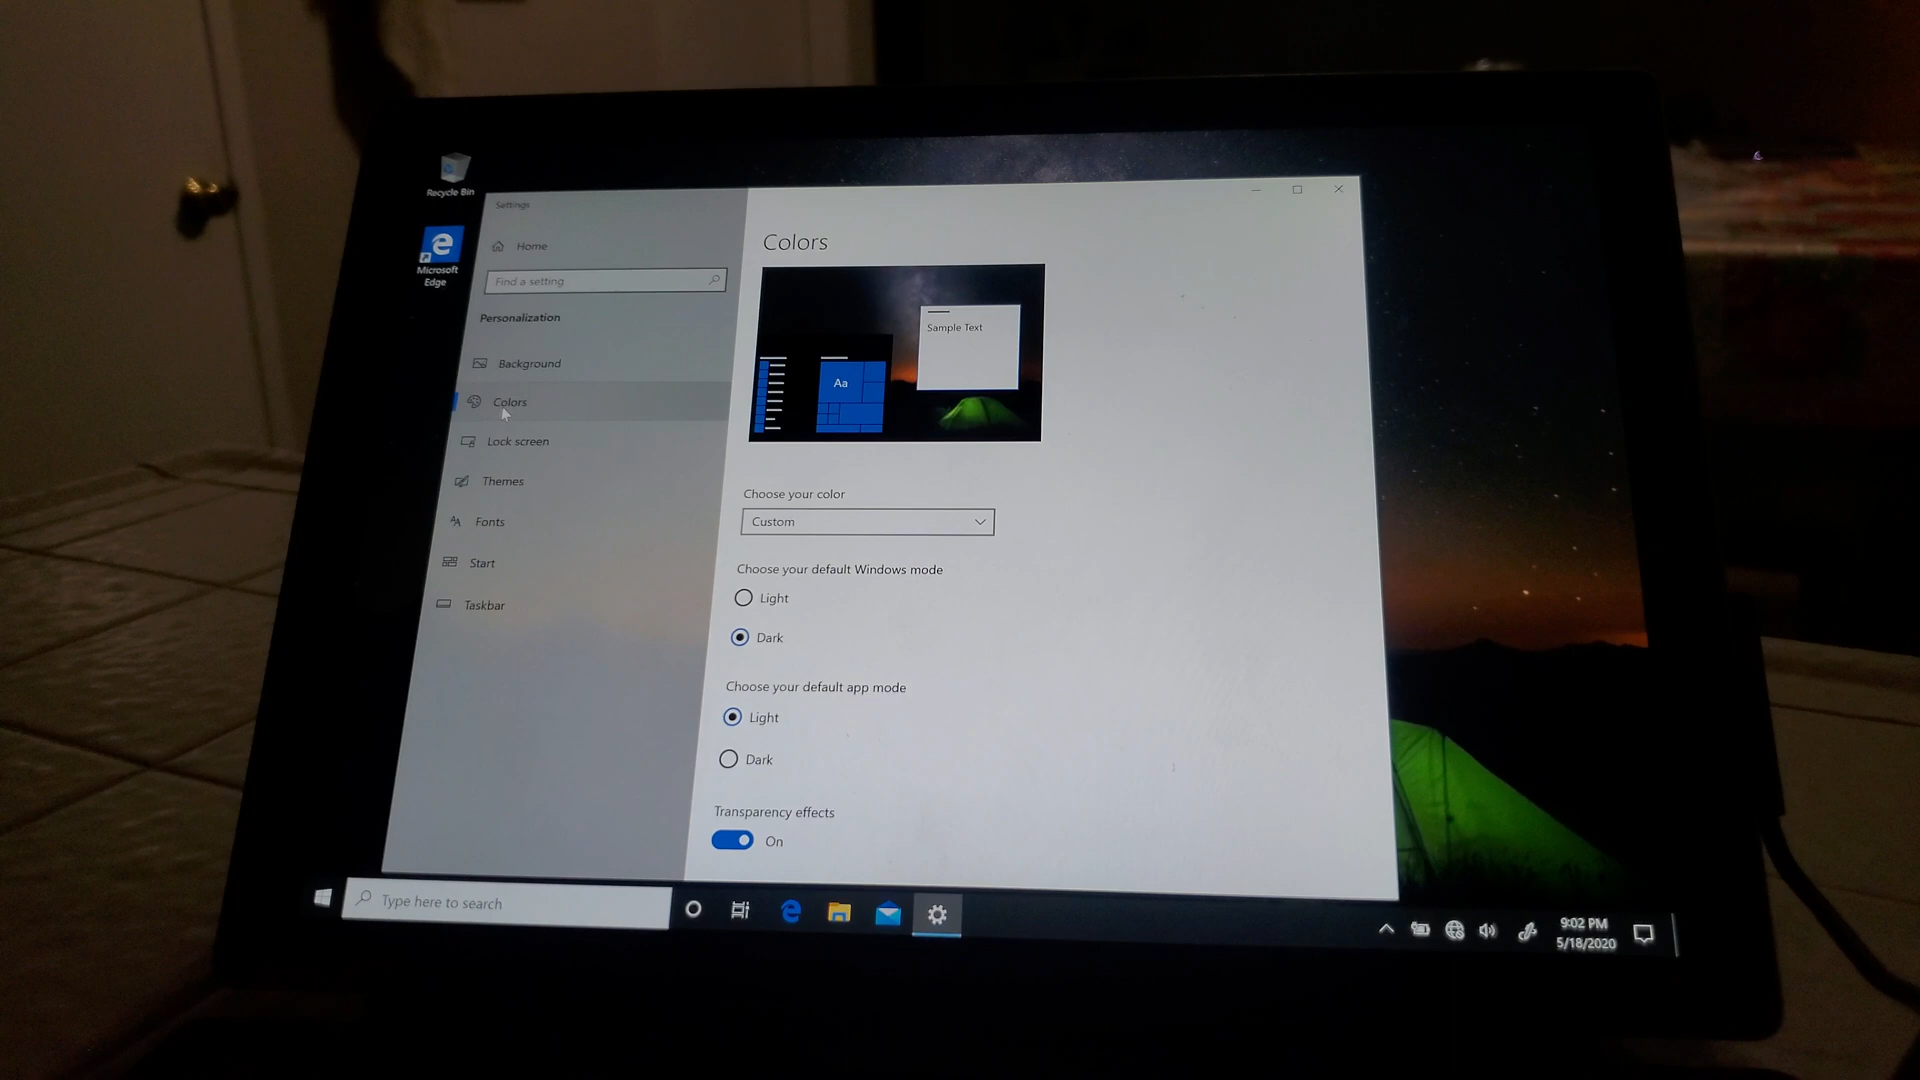 Recycle Bin
Microsoft
Edge
Settings
Home
Find a setting
Personalization
Background
Colors
Lock screen
Themes
Fonts
Start
Taskbar
Colors
Sample Text
Aa
Choose your color
Custom
Choose your default Windows mode
Light
Dark
Choose your default app mode
Light
Dark
Transparency effects
On
Type here to search
9:02 PM
5/18/2020